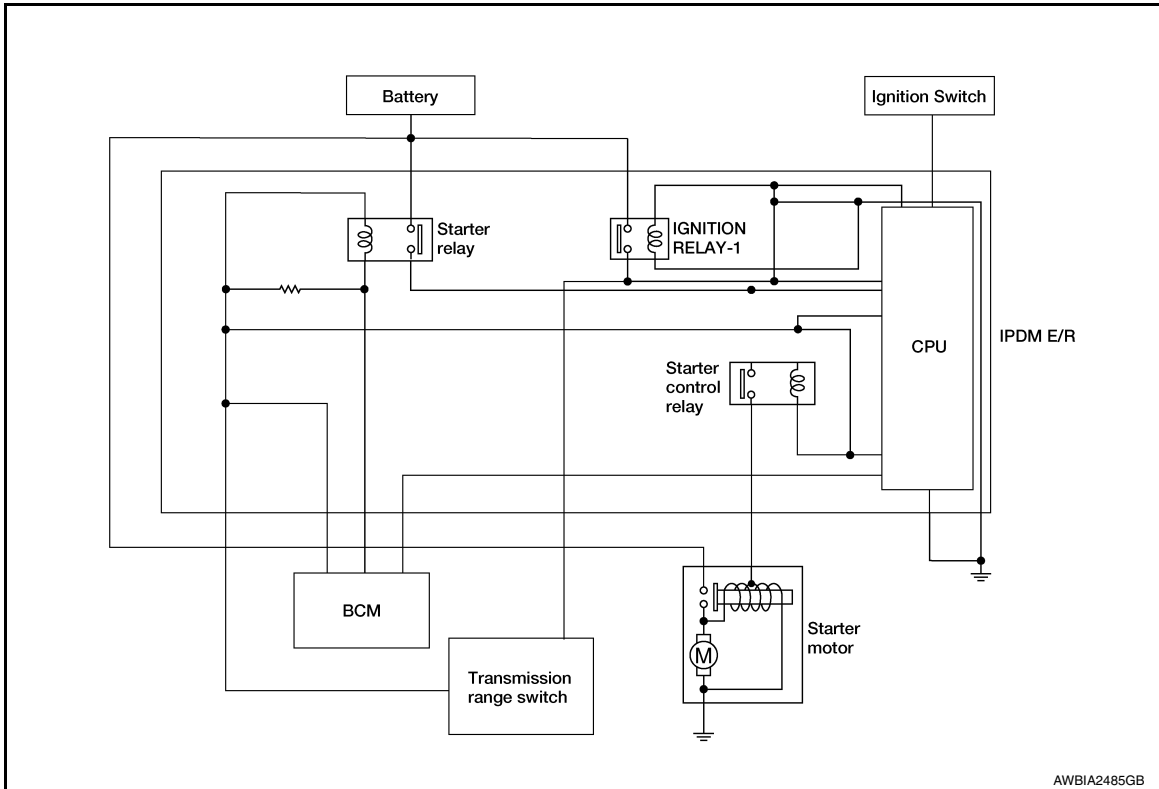 Battery
Ignition Switch
Starter
relay
IGNITION
RELAY-1
CPU
IPDM E/R
Starter
control
relay
BCM
Transmission
range switch
M
Starter
motor
AWBIA2485GB